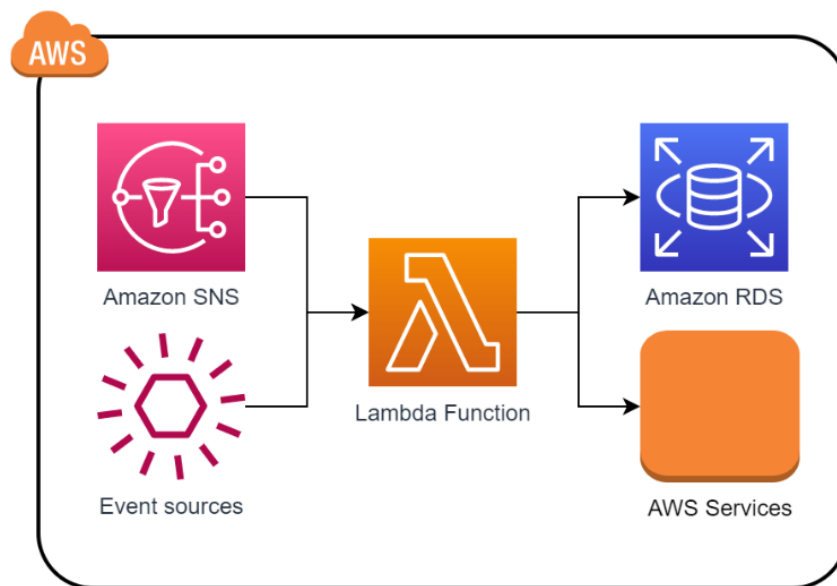 AWS
Amazon SNS
Amazon RDS
Lambda Function
Event sources
AWS Services